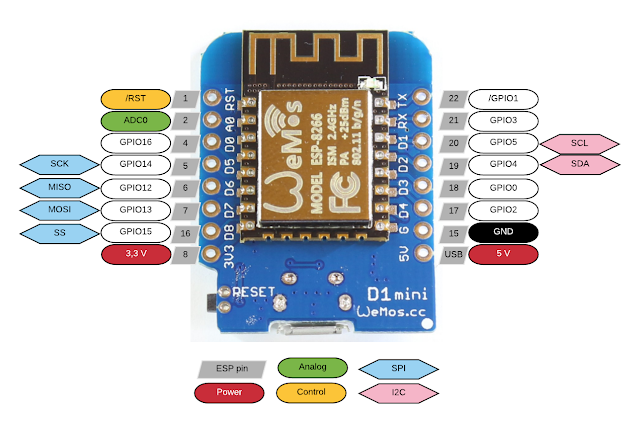 /RST 1 RST TX 22 /GPIO1
ADC0 2 A0 RX 21 GPIO3
GPIO16 4 D0 D1 20 GPIO5 SCL
SCK GPIO14 5 D5 D2 19 GPIO4 SDA
MISO GPIO12 6 D6 D3 18 GPIO0
MOSI GPIO13 7 D7 D4 17 GPIO2
SS GPIO15 16 D8 G 15 GND
3,3 V 8 3V3 5V USB 5 V
WeMos
MODEL ESP-8266
ISM 2.4GHz
PA +25dBm
802.11 b/g/n
FC
RESET
D1 mini
WeMos.cc
ESP pin Analog SPI
Power Control I2C